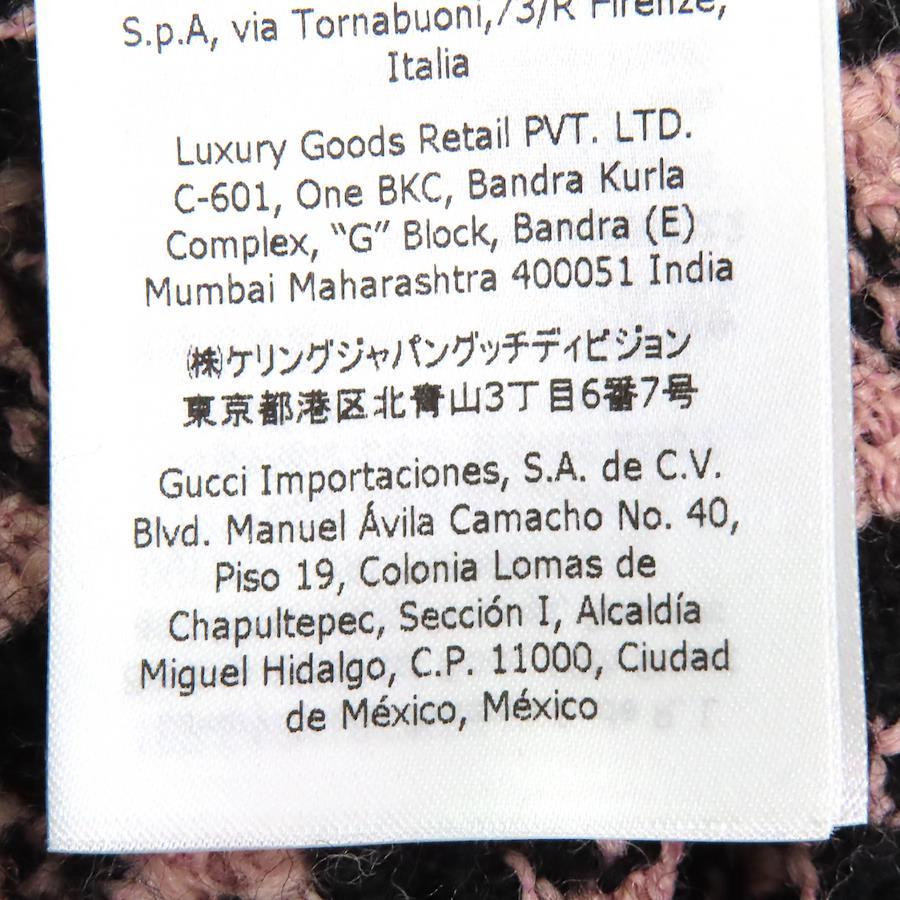 S.p.A, via Tornabuoni,73/R Firenze,
Italia
Luxury Goods Retail PVT. LTD.
C-601, One BKC, Bandra Kurla
Complex, “G” Block, Bandra (E)
Mumbai Maharashtra 400051 India
㈱ケリングジャパングッチディビジョン
東京都港区北青山3丁目6番7号
Gucci Importaciones, S.A. de C.V.
Blvd. Manuel Ávila Camacho No. 40,
Piso 19, Colonia Lomas de
Chapultepec, Sección I, Alcaldía
Miguel Hidalgo, C.P. 11000, Ciudad
de México, México